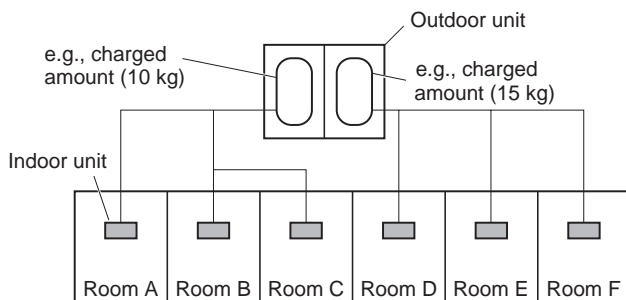 Outdoor unit
e.g., charged
amount (10 kg)
e.g., charged
amount (15 kg)
Indoor unit
Room A
Room B
Room C
Room D
Room E
Room F